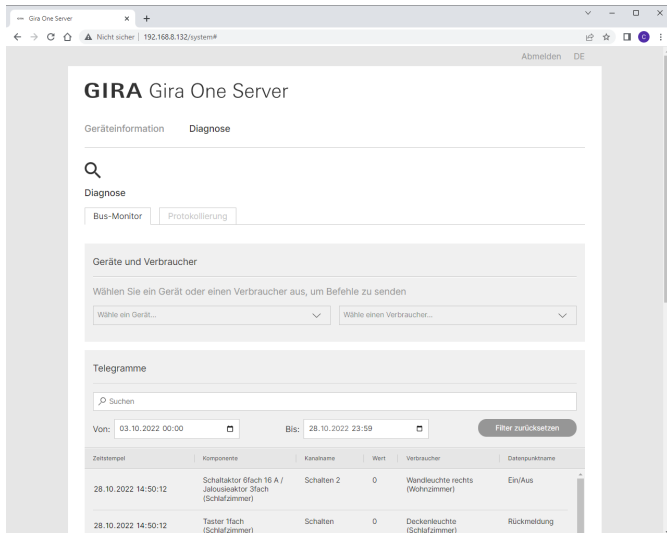 Gira One Server
Nicht sicher | 192.168.8.132/system#
C
Abmelden DE
GIRA Gira One Server
Geräteinformation Diagnose
Diagnose
Bus-Monitor Protokollierung
Geräte und Verbraucher
Wählen Sie ein Gerät oder einen Verbraucher aus, um Befehle zu senden
Wähle ein Gerät... Wähle einen Verbraucher...
Telegramme
Suchen
Von: 03.10.2022 00:00 Bis: 28.10.2022 23:59 Filter zurücksetzen
Zeitstempel Komponente Kanalname Wert Verbraucher Datenpunktname
28.10.2022 14:50:12 Schaltaktor 6fach 16 A / Schalten 2 0 Wandleuchte rechts Ein/Aus
Jalousieaktor 3fach (Wohnzimmer)
(Schlafzimmer)
28.10.2022 14:50:12 Taster 1fach Schalten 0 Deckenleuchte Rückmeldung
(Schlafzimmer) (Schlafzimmer)